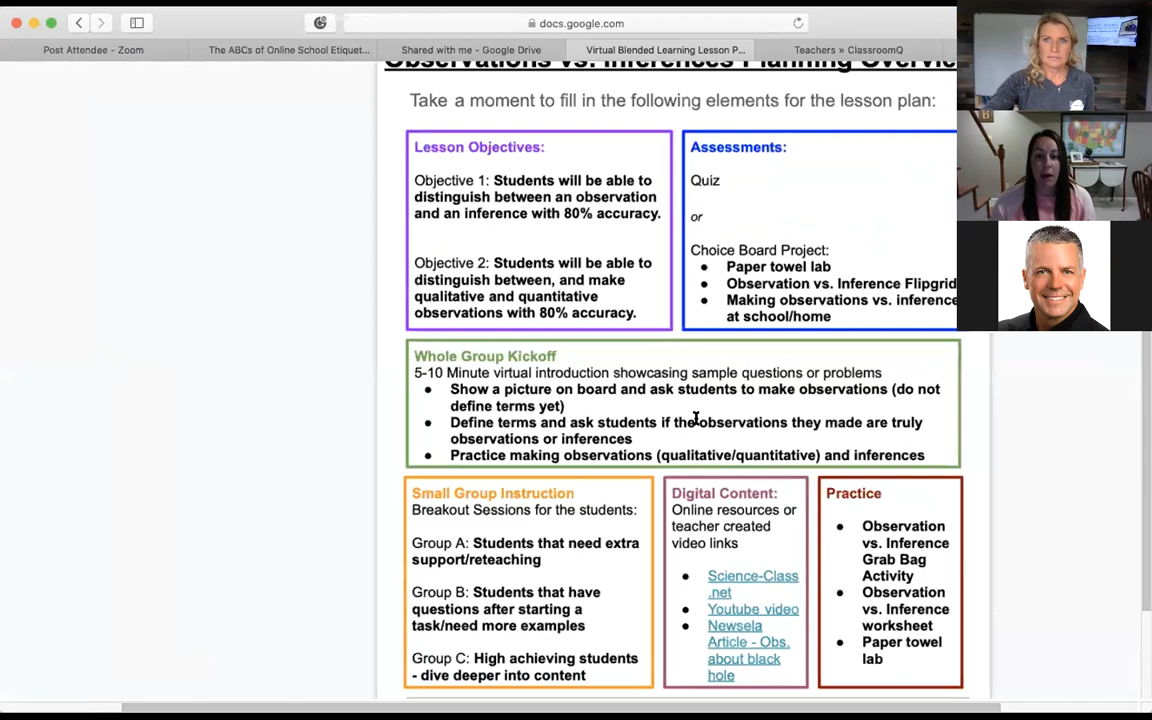 docs.google.com
Post Attendee - Zoom
The ABCs of Online School Etiquet...
Shared with me - Google Drive
Virtual Blended Learning Lesson P...
Teachers » ClassroomQ
Observations vs. Inferences Planning Overvie
Take a moment to fill in the following elements for the lesson plan:
Lesson Objectives:
Objective 1: Students will be able to
distinguish between an observation
and an inference with 80% accuracy.
Objective 2: Students will be able to
distinguish between, and make
qualitative and quantitative
observations with 80% accuracy.
Assessments:
Quiz
or
Choice Board Project:
● Paper towel lab
● Observation vs. Inference Flipgrid
● Making observations vs. inference
at school/home
Whole Group Kickoff
5-10 Minute virtual introduction showcasing sample questions or problems
● Show a picture on board and ask students to make observations (do not
define terms yet)
● Define terms and ask students if the observations they made are truly
observations or inferences
● Practice making observations (qualitative/quantitative) and inferences
Small Group Instruction
Breakout Sessions for the students:
Group A: Students that need extra
support/reteaching
Group B: Students that have
questions after starting a
task/need more examples
Group C: High achieving students
- dive deeper into content
Digital Content:
Online resources or
teacher created
video links
● Science-Class
.net
● Youtube video
● Newsela
Article - Obs.
about black
hole
Practice
● Observation
vs. Inference
Grab Bag
Activity
● Observation
vs. Inference
worksheet
● Paper towel
lab